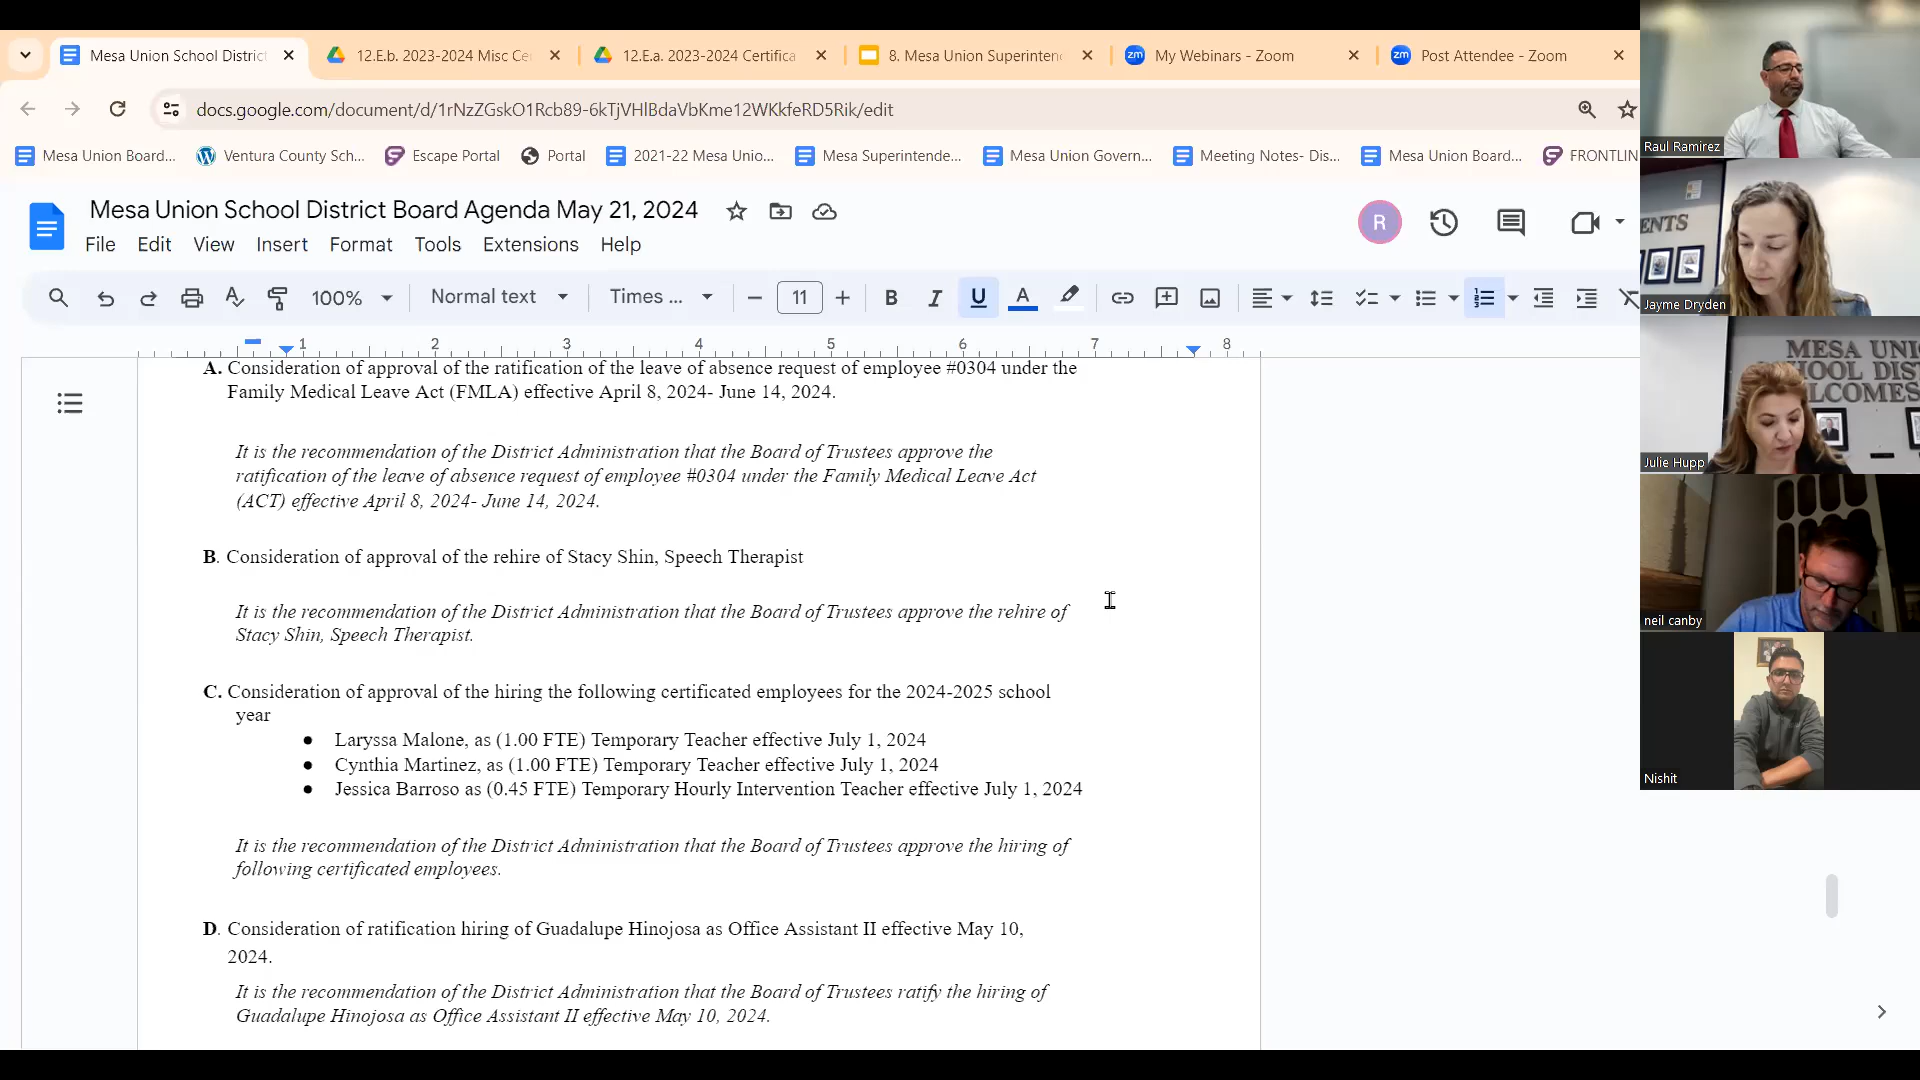 Mesa Union School District
12.E.b. 2023-2024 Misc Ce
12.E.a. 2023-2024 Certifica
8. Mesa Union Superinten
My Webinars - Zoom
Post Attendee - Zoom
docs.google.com/document/d/1rNzZGskO1Rcb89-6kTjVHlBdaVbKme12WKkfeRD5Rik/edit
Mesa Union Board...
Ventura County Sch...
Escape Portal
Portal
2021-22 Mesa Unio...
Mesa Superintende...
Mesa Union Govern...
Meeting Notes- Dis...
Mesa Union Board...
FRONTLIN
Mesa Union School District Board Agenda May 21, 2024
File Edit View Insert Format Tools Extensions Help
R
100% Normal text Times ... 11 B I U A
1 2 3 4 5 6 7 8
A. Consideration of approval of the ratification of the leave of absence request of employee #0304 under the
Family Medical Leave Act (FMLA) effective April 8, 2024- June 14, 2024.
It is the recommendation of the District Administration that the Board of Trustees approve the
ratification of the leave of absence request of employee #0304 under the Family Medical Leave Act
(ACT) effective April 8, 2024- June 14, 2024.
B. Consideration of approval of the rehire of Stacy Shin, Speech Therapist
It is the recommendation of the District Administration that the Board of Trustees approve the rehire of
Stacy Shin, Speech Therapist.
C. Consideration of approval of the hiring the following certificated employees for the 2024-2025 school
year
● Laryssa Malone, as (1.00 FTE) Temporary Teacher effective July 1, 2024
● Cynthia Martinez, as (1.00 FTE) Temporary Teacher effective July 1, 2024
● Jessica Barroso as (0.45 FTE) Temporary Hourly Intervention Teacher effective July 1, 2024
It is the recommendation of the District Administration that the Board of Trustees approve the hiring of
following certificated employees.
D. Consideration of ratification hiring of Guadalupe Hinojosa as Office Assistant II effective May 10,
2024.
It is the recommendation of the District Administration that the Board of Trustees ratify the hiring of
Guadalupe Hinojosa as Office Assistant II effective May 10, 2024.
Raul Ramirez
ENTS
Jayme Dryden
MESA UNI
HOOL DIST
LCOMES
Julie Hupp
neil canby
Nishit